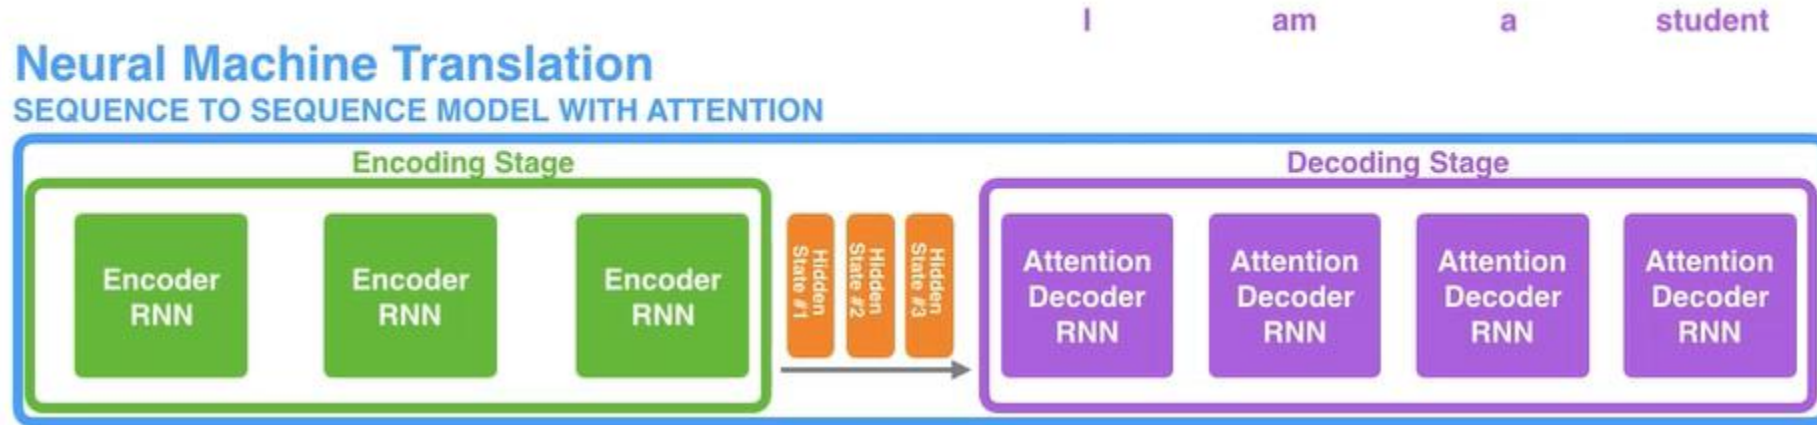 I am a student
Neural Machine Translation
SEQUENCE TO SEQUENCE MODEL WITH ATTENTION
Encoding Stage
Encoder
RNN
Encoder
RNN
Encoder
RNN
Hidden
State #1
Hidden
State #2
Hidden
State #3
Decoding Stage
Attention
Decoder
RNN
Attention
Decoder
RNN
Attention
Decoder
RNN
Attention
Decoder
RNN